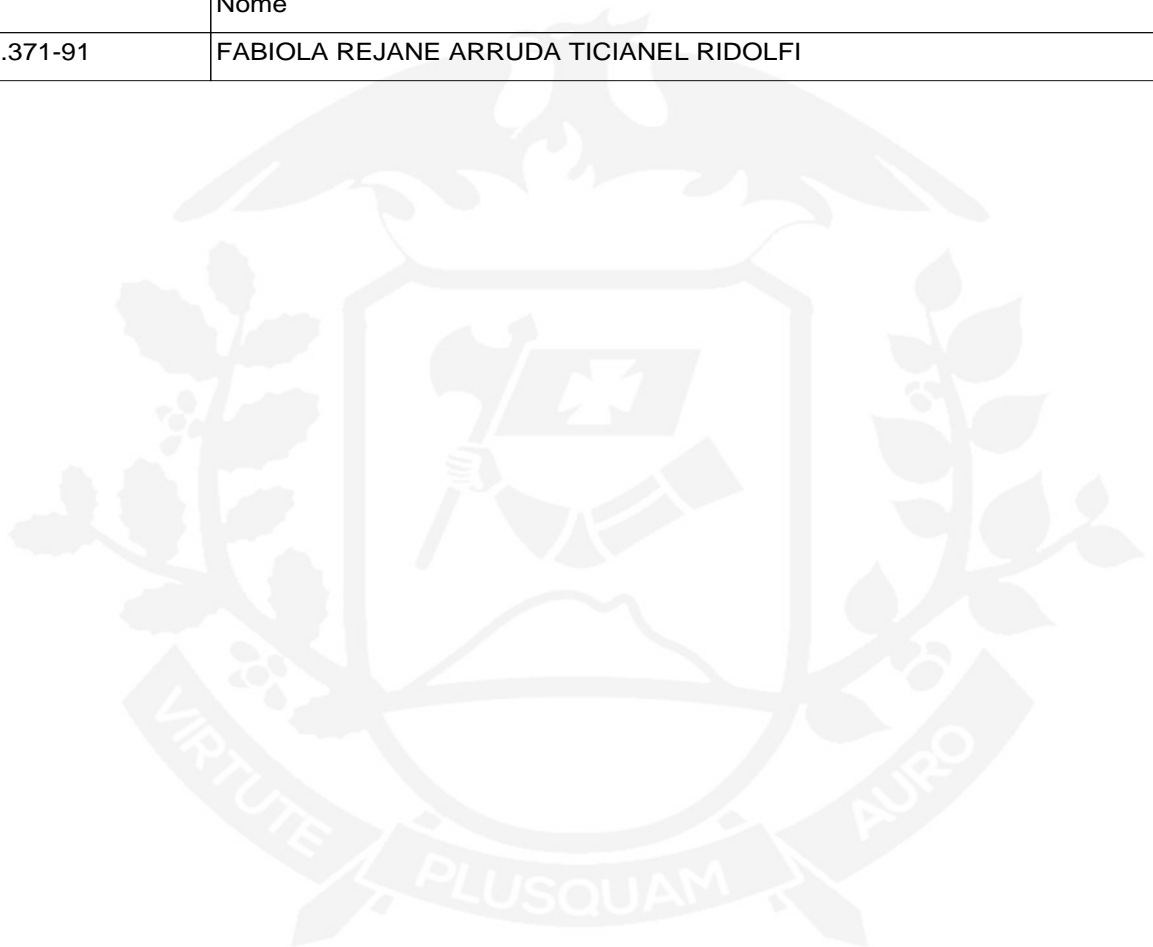 Nome
.371-91 FABIOLA REJANE ARRUDA TICIANEL RIDOLFI
VIRTUTE PLUSQUAM AURO